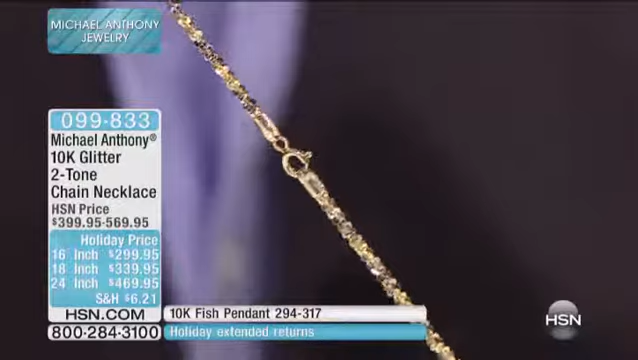 MICHAEL ANTHONY
JEWELRY
099-833
Michael Anthony®
10K Glitter
2-Tone
Chain Necklace
HSN Price
$399.95-569.95
Holiday Price
16 Inch $299.95
18 Inch $339.95
24 Inch $469.95
S&H $6.21
HSN.COM
800-284-3100
10K Fish Pendant 294-317
Holiday extended returns
HSN